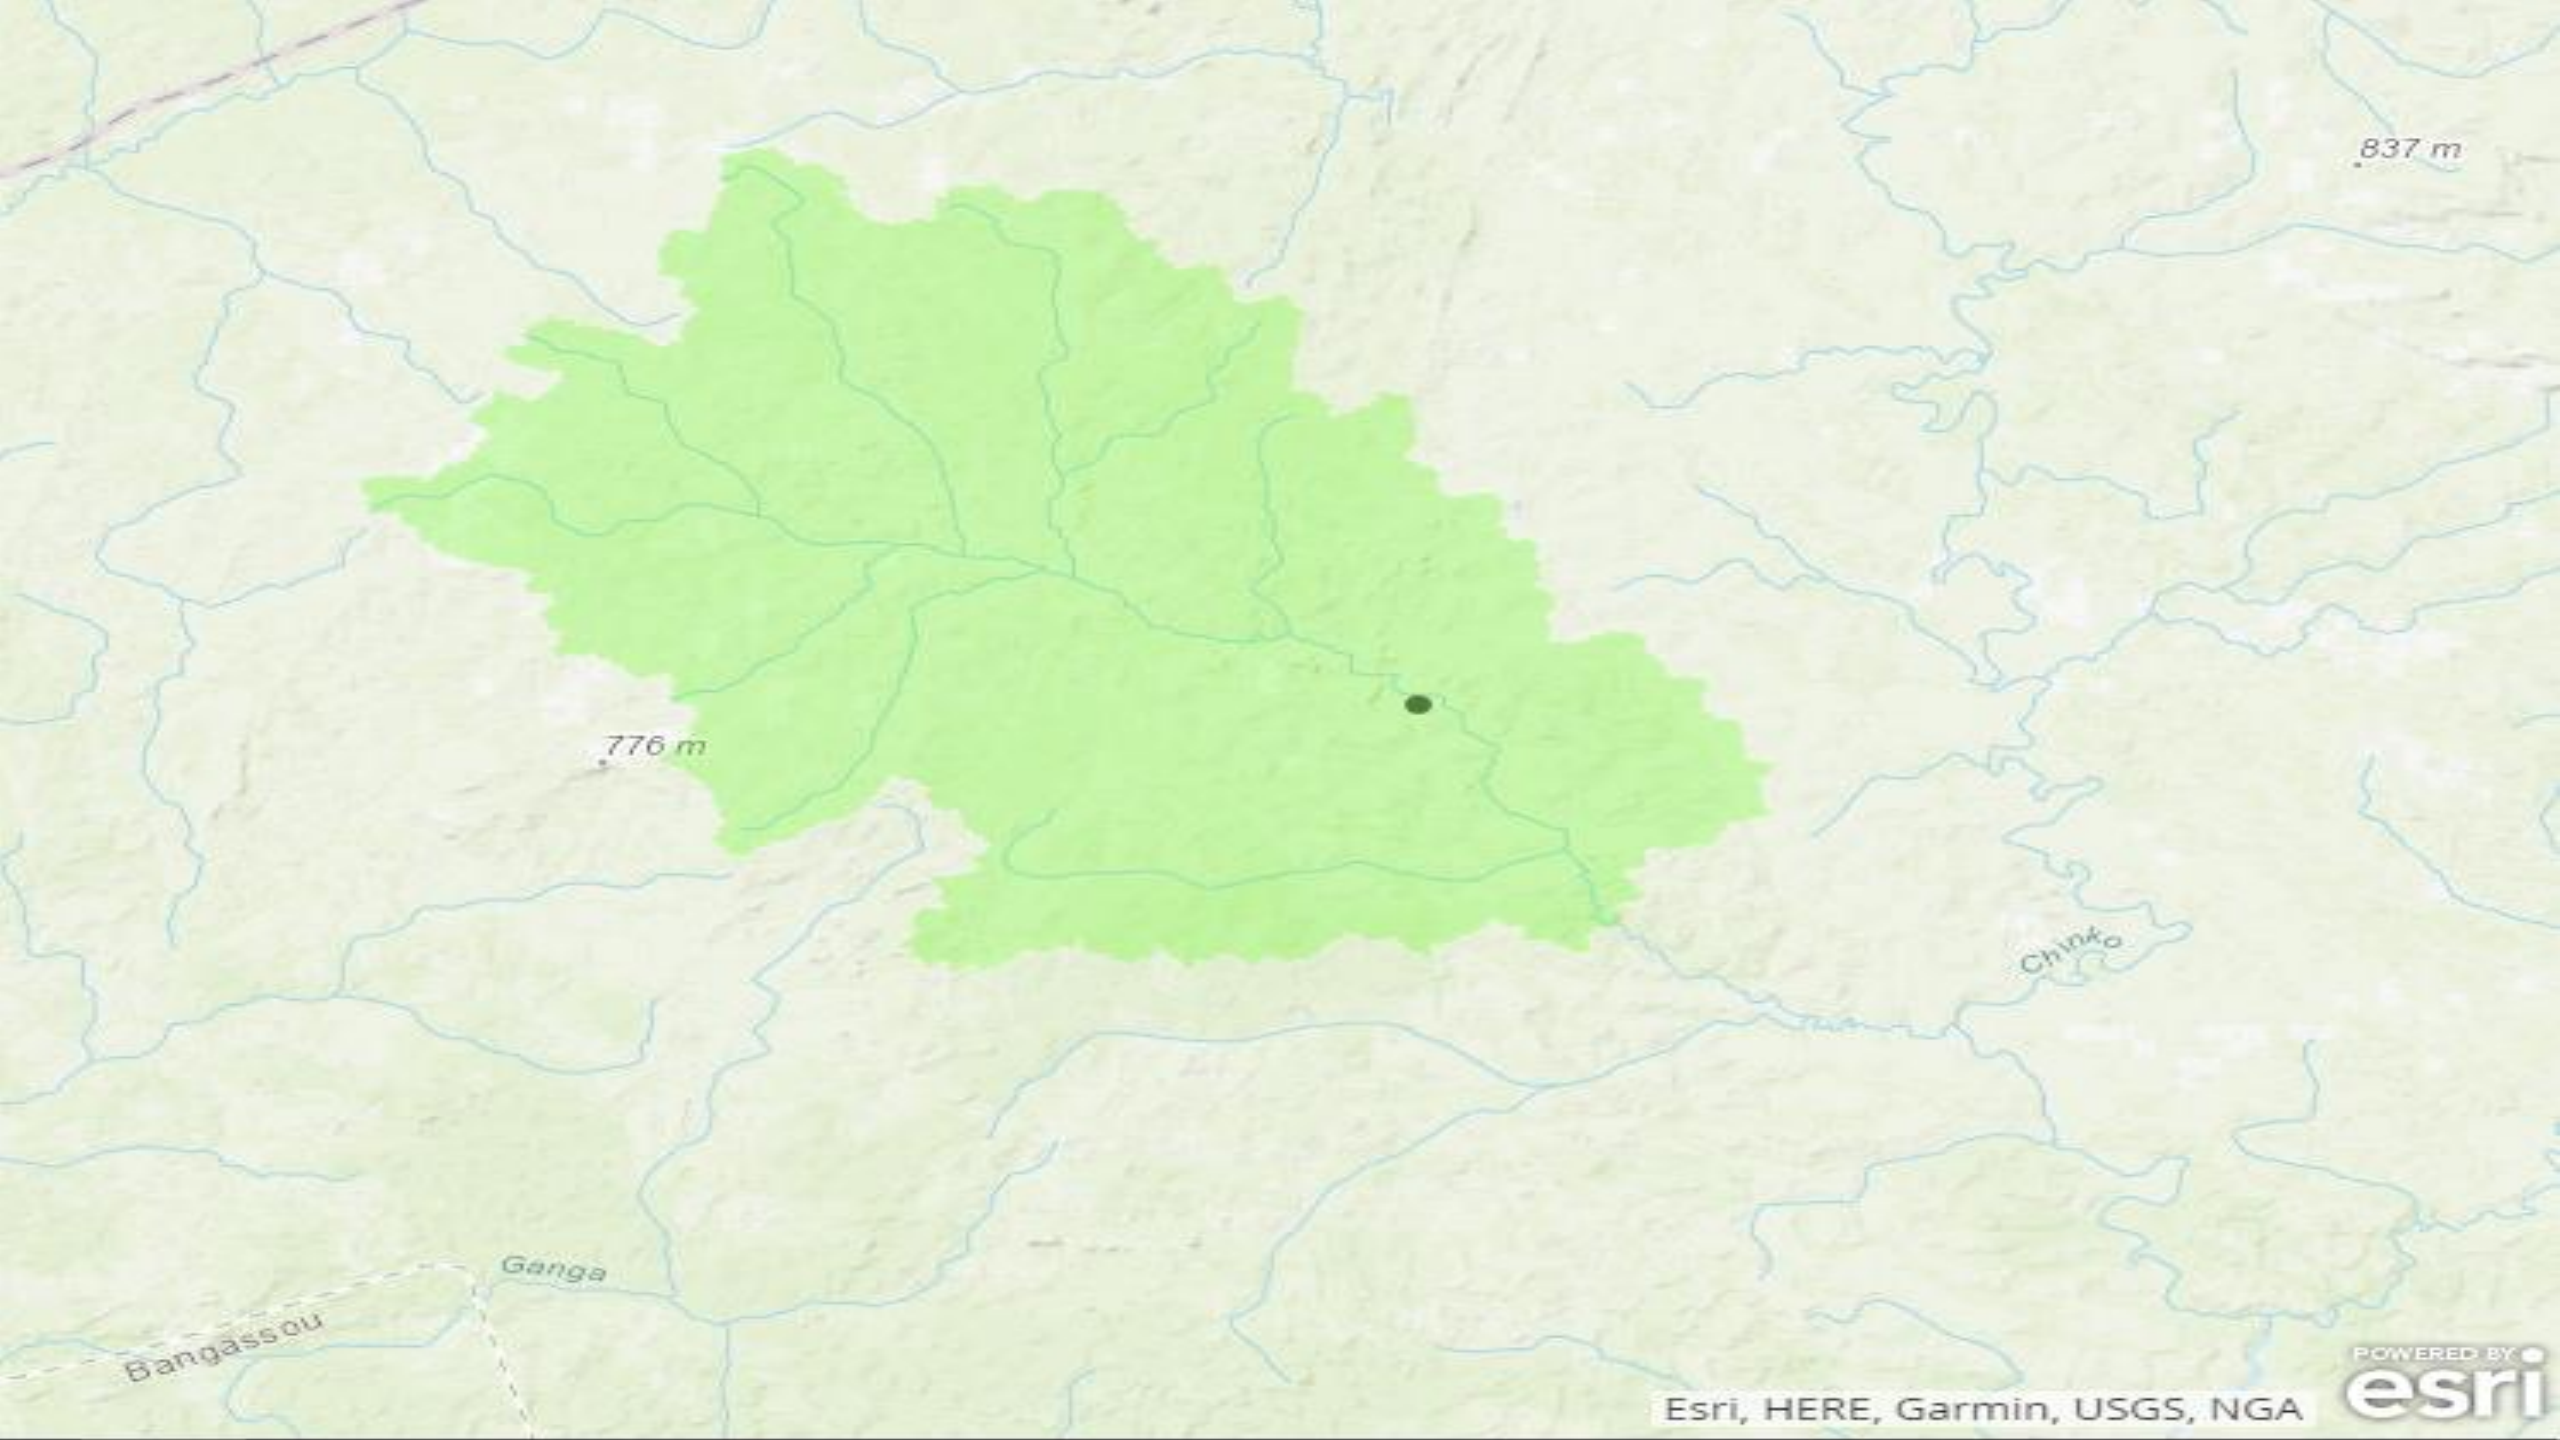 837 m
776 m
Chinko
Ganga
Bangassou
POWERED BY
esri
Esri, HERE, Garmin, USGS, NGA